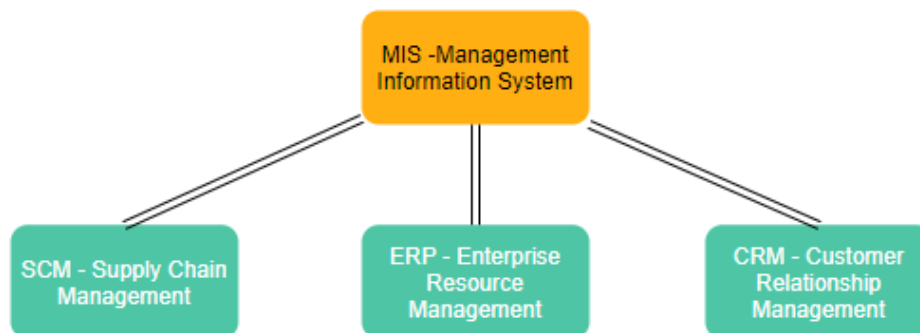 MIS -Management
Information System
SCM - Supply Chain
Management
ERP - Enterprise
Resource
Management
CRM - Customer
Relationship
Management